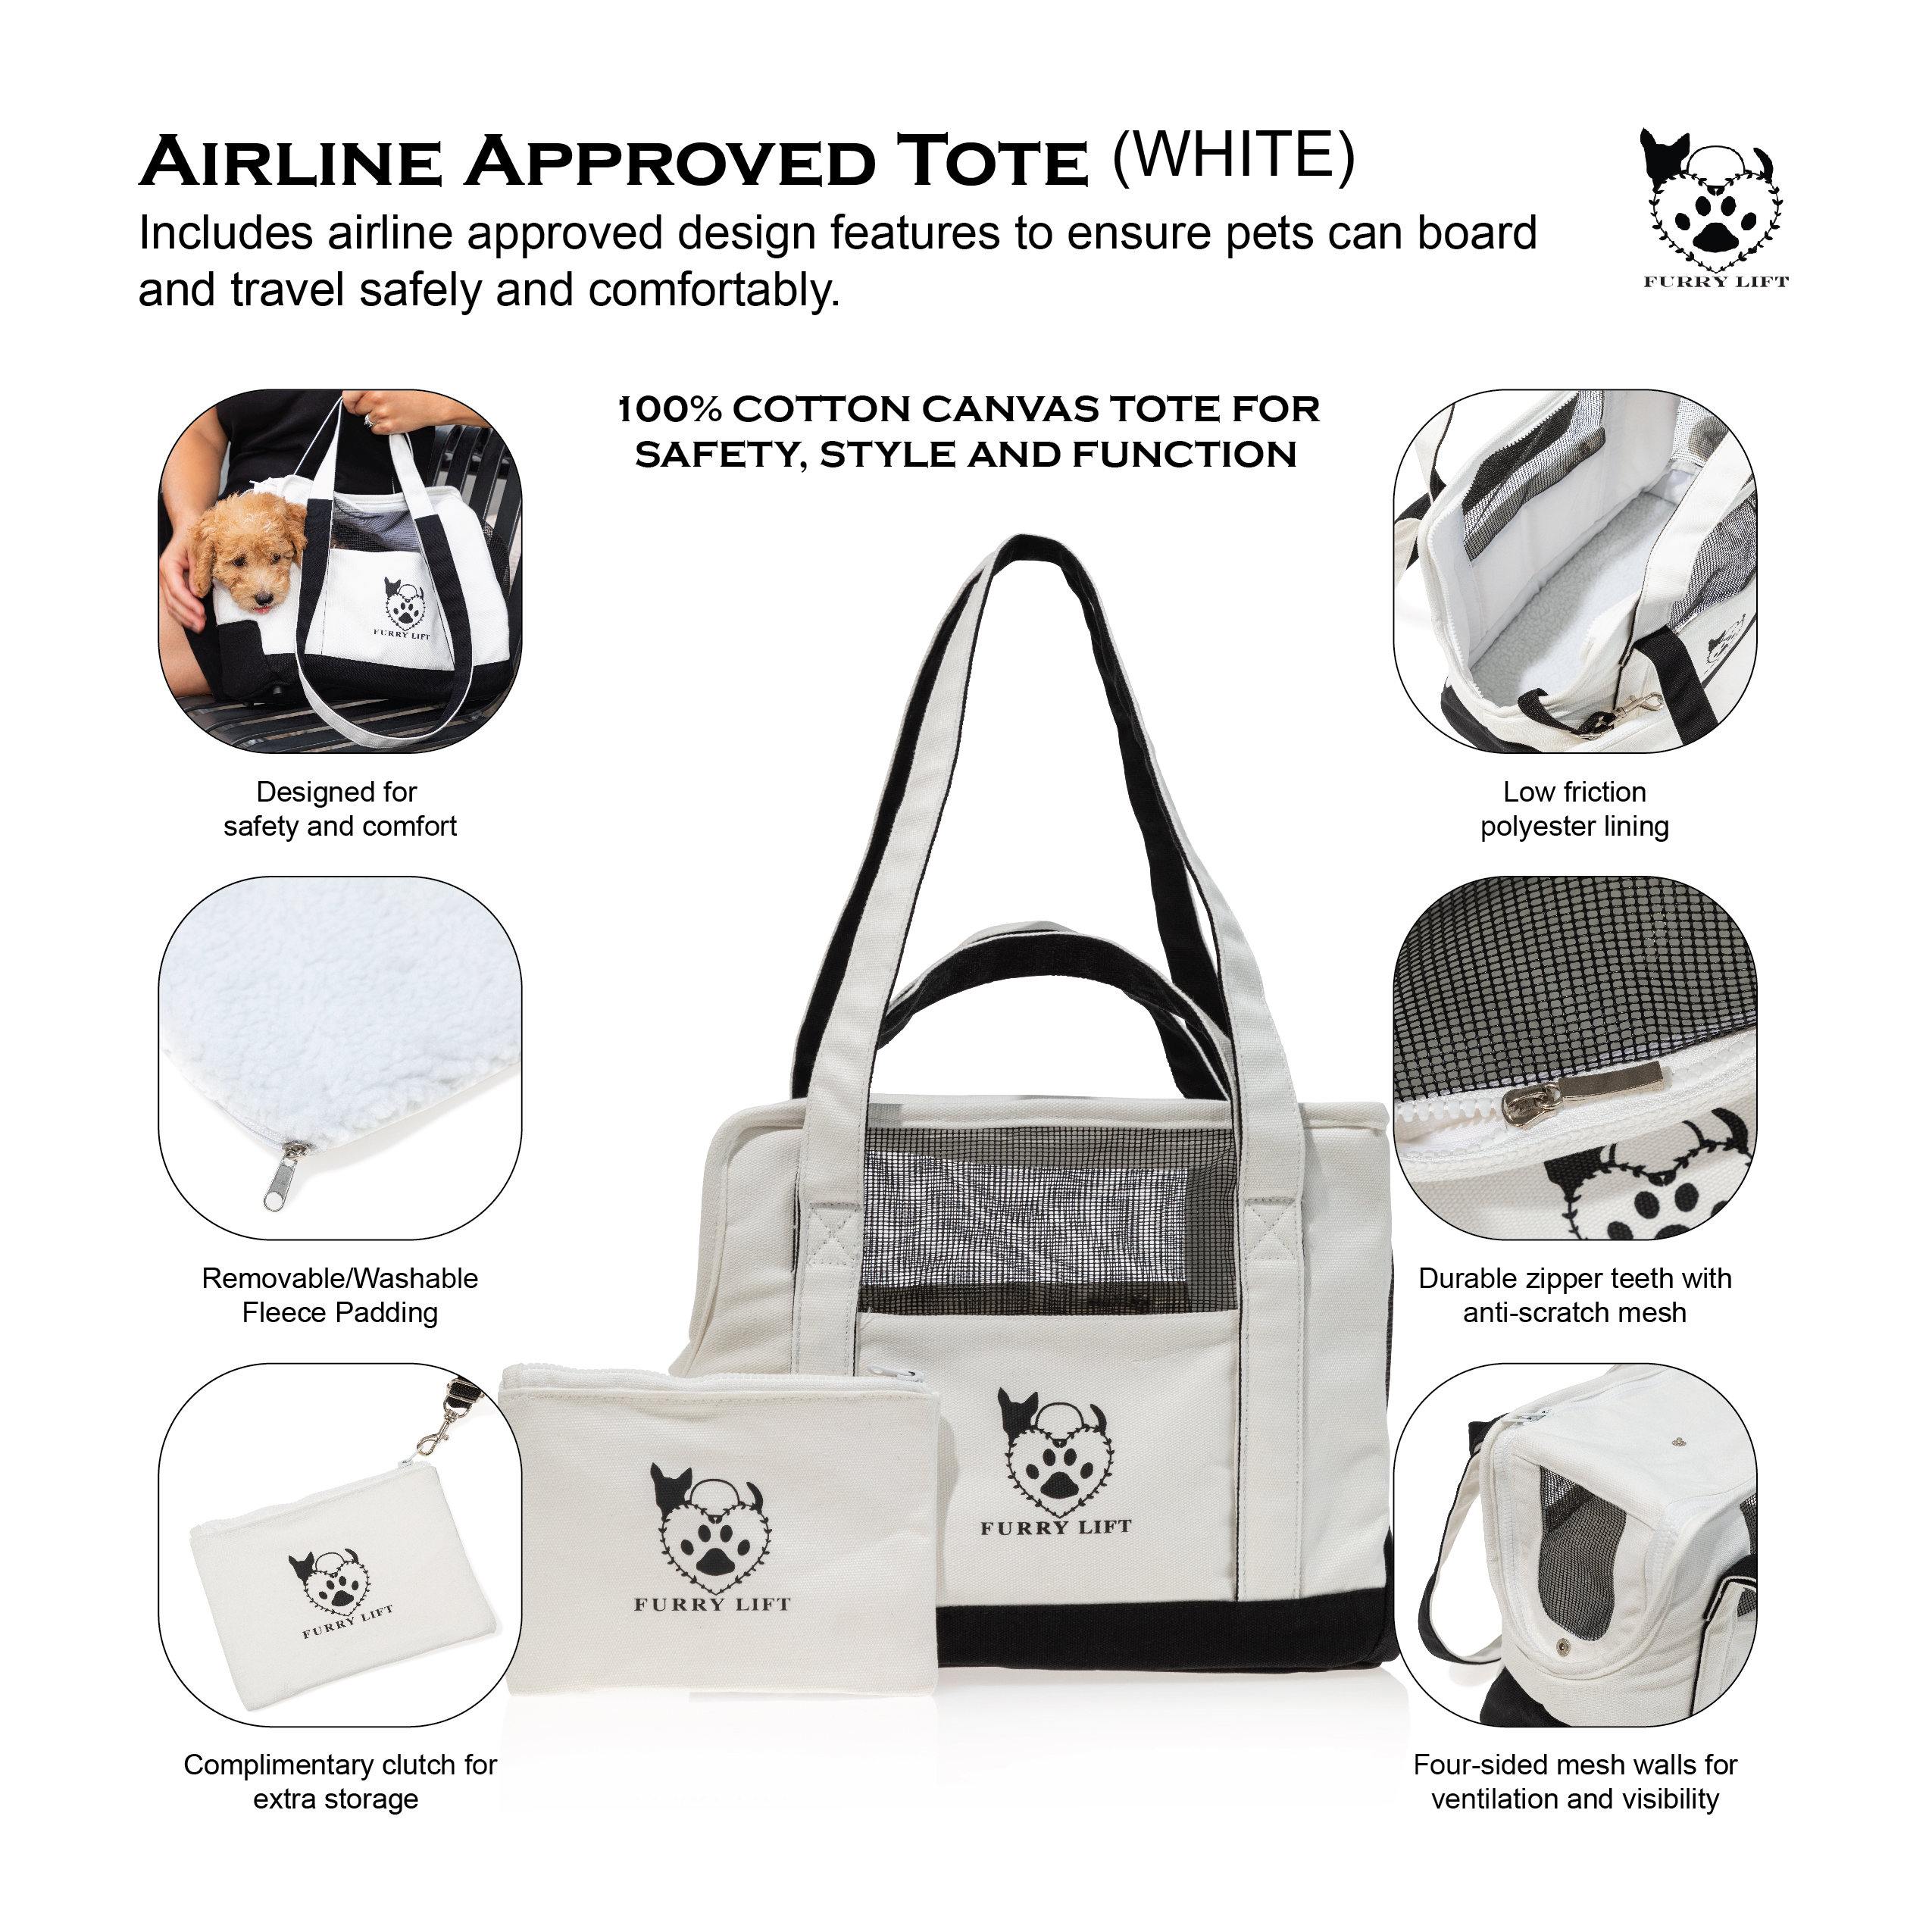 AIRLINE APPROVED TOTE (WHITE)
Includes airline approved design features to ensure pets can board
and travel safely and comfortably.
FURRY LIFT
100% COTTON CANVAS TOTE FOR
SAFETY, STYLE AND FUNCTION
FURRY LIFT
Designed for
safety and comfort
Low friction
polyester lining
Removable/Washable
Fleece Padding
Durable zipper teeth with
anti-scratch mesh
FURRY LIFT
FURRY LIFT
FURRY LIFT
Complimentary clutch for
extra storage
Four-sided mesh walls for
ventilation and visibility